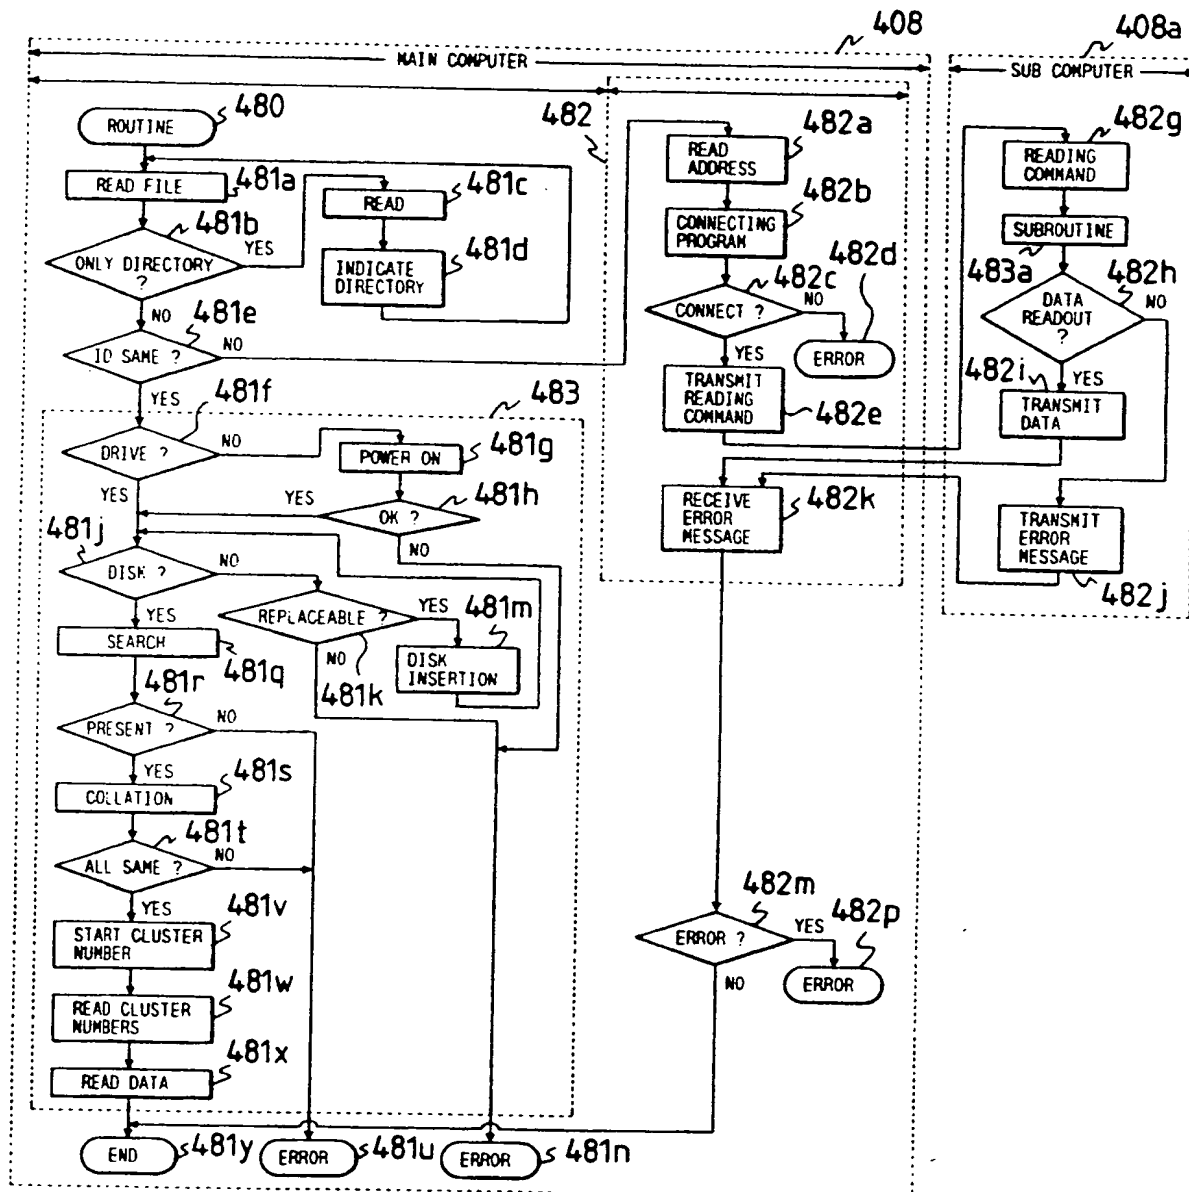 408
408a
MAIN COMPUTER
SUB COMPUTER
480
ROUTINE
482
482a
READ
ADDRESS
482g
READING
COMMAND
READ FILE
481a
481c
READ
482b
CONNECTING
PROGRAM
SUBROUTINE
483a
481b
ONLY DIRECTORY
?
YES
NO
481d
INDICATE
DIRECTORY
482c
CONNECT ?
NO
YES
482d
ERROR
482h
DATA
READOUT
?
NO
YES
481e
ID SAME ?
NO
YES
TRANSMIT
READING
COMMAND
482e
482i
TRANSMIT
DATA
483
481f
DRIVE ?
NO
YES
481g
POWER ON
481h
OK ?
YES
NO
RECEIVE
ERROR
MESSAGE
482k
TRANSMIT
ERROR
MESSAGE
482j
481j
DISK ?
NO
YES
REPLACEABLE ?
YES
NO
481k
481m
DISK
INSERTION
SEARCH
481q
481r
PRESENT ?
NO
YES
COLLATION
481s
481t
ALL SAME ?
NO
YES
START CLUSTER
NUMBER
481v
READ CLUSTER
NUMBERS
481w
READ DATA
481x
482m
ERROR ?
YES
NO
482p
ERROR
END
481y
ERROR
481u
ERROR
481n